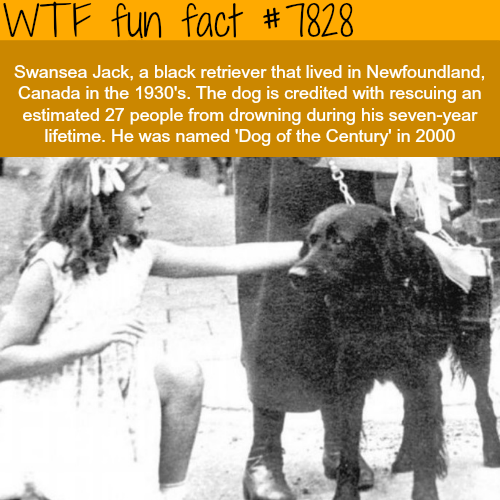 WTF fun fact #7828
Swansea Jack, a black retriever that lived in Newfoundland,
Canada in the 1930's. The dog is credited with rescuing an
estimated 27 people from drowning during his seven-year
lifetime. He was named 'Dog of the Century' in 2000